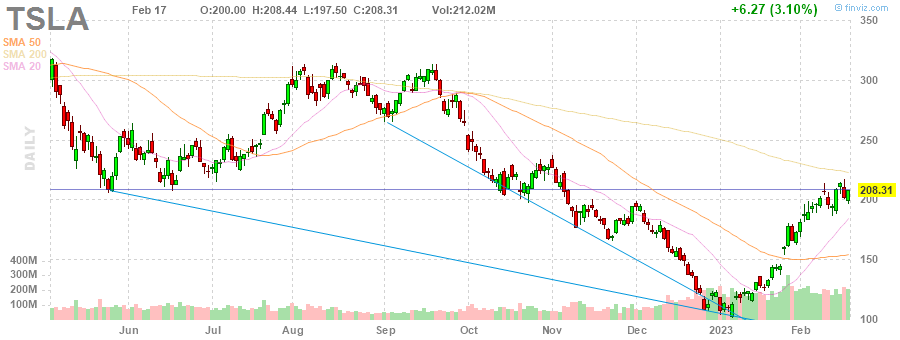 TSLA
Feb 17 O:200.00 H:208.44 L:197.50 C:208.31 Vol:212.02M +6.27 (3.10%) © finviz.com
SMA 50
SMA 200
SMA 20
DAILY
350
300
250
208.31
200
150
100
400M
300M
200M
100M
Jun Jul Aug Sep Oct Nov Dec 2023 Feb